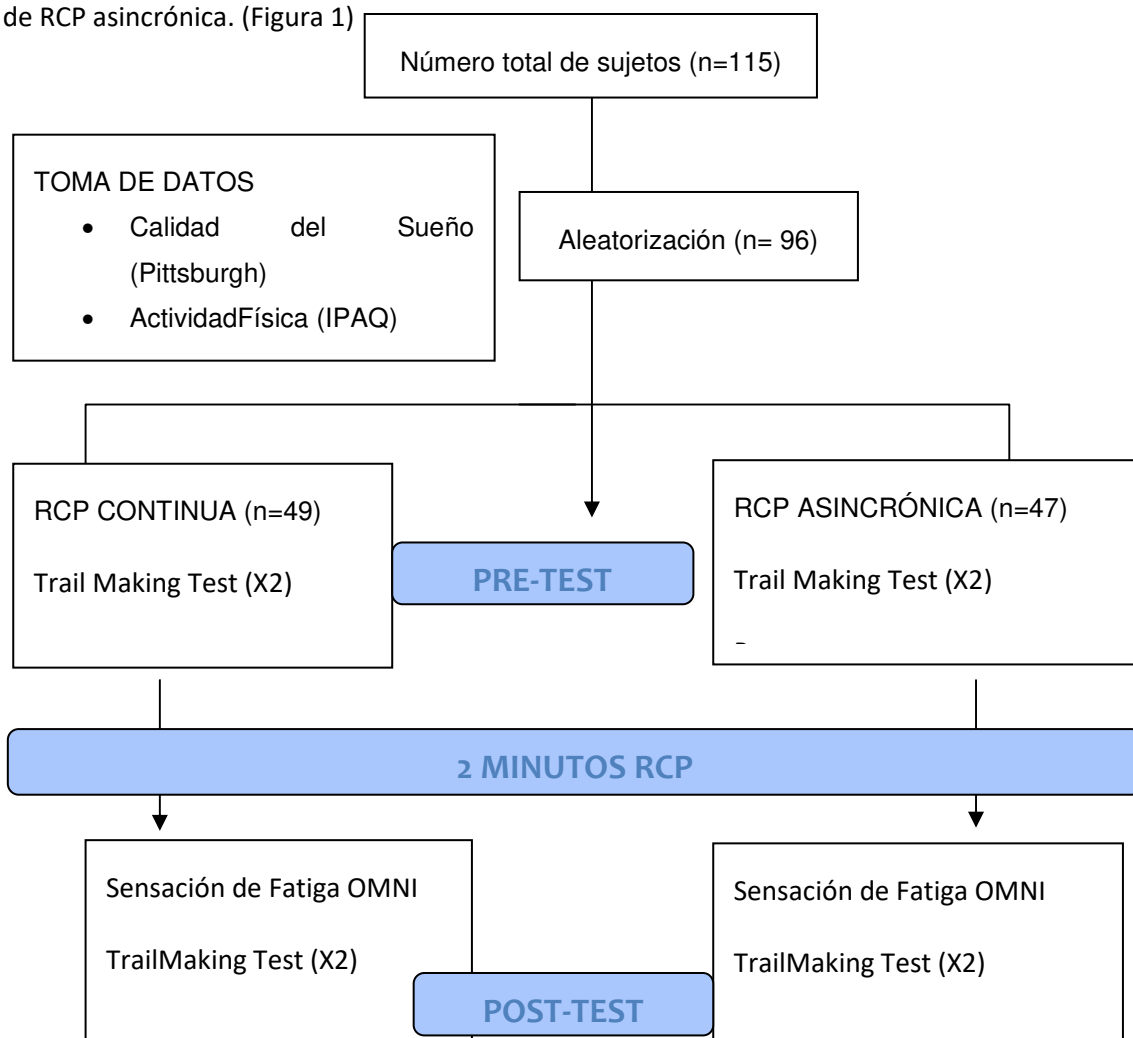 de RCP asincrónica. (Figura 1)
Número total de sujetos (n=115)
TOMA DE DATOS
• Calidad del Sueño
(Pittsburgh)
• ActividadFísica (IPAQ)
Aleatorización (n= 96)
RCP CONTINUA (n=49)
Trail Making Test (X2)
PRE-TEST
RCP ASINCRÓNICA (n=47)
Trail Making Test (X2)
2 MINUTOS RCP
Sensación de Fatiga OMNI
TrailMaking Test (X2)
Sensación de Fatiga OMNI
TrailMaking Test (X2)
POST-TEST